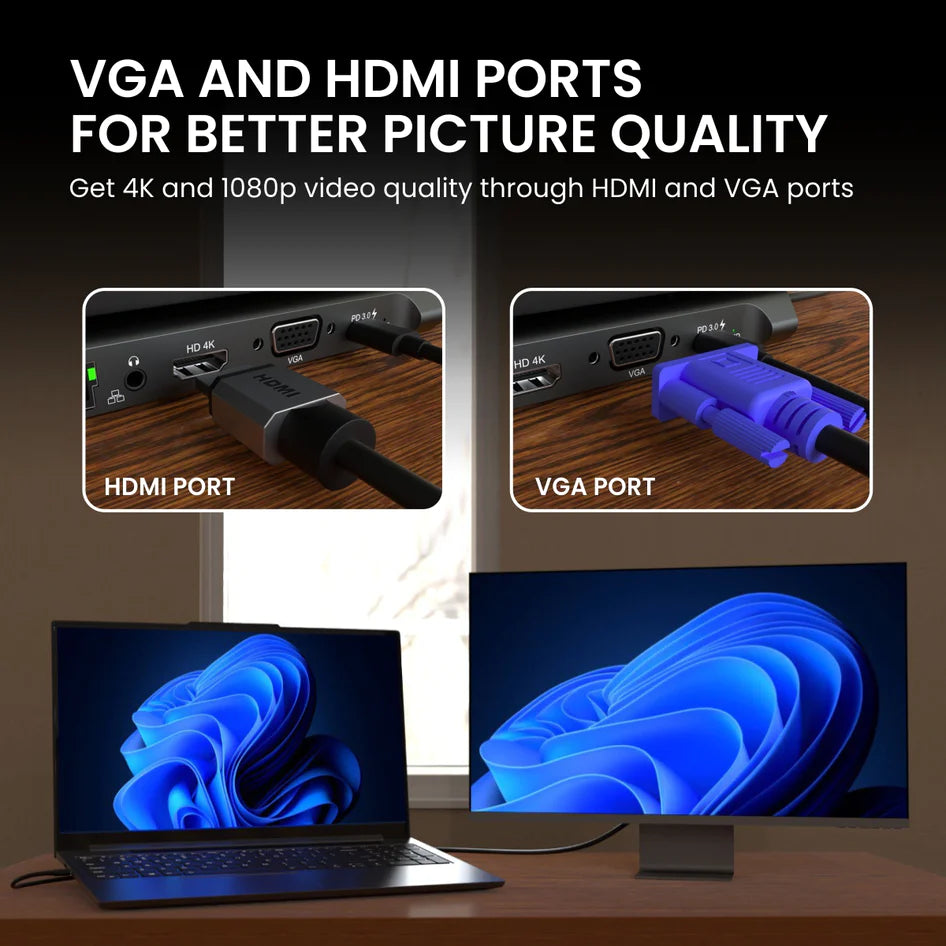 VGA AND HDMI PORTS
FOR BETTER PICTURE QUALITY
Get 4K and 1080p video quality through HDMI and VGA ports
HD 4K
VGA
PD 3.0
HDMI
HDMI PORT
HD 4K
VGA
PD 3.0
VGA PORT